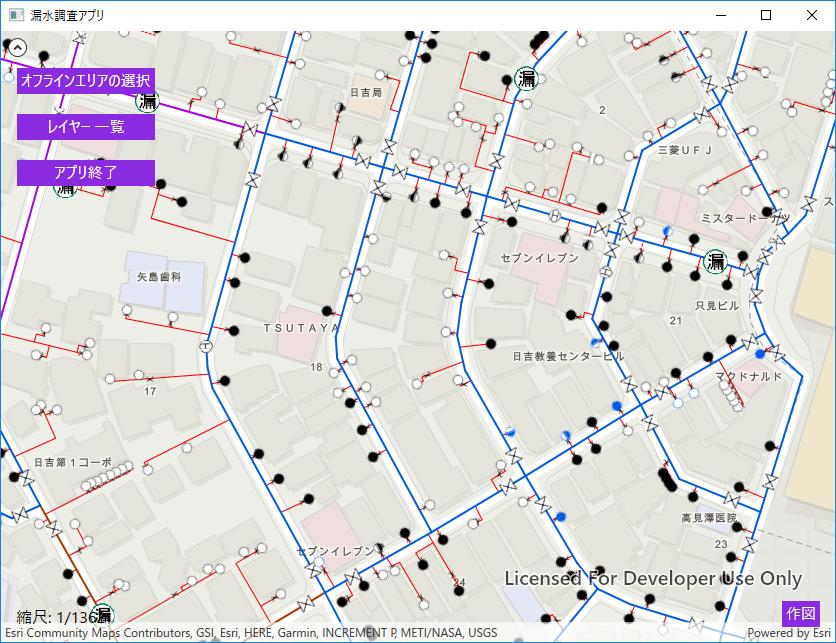 漏水調査アプリ
オフラインエリアの選択
漏
漏
日吉局
2
レイヤー一覧
三菱ＵＦＪ
アプリ終了
漏
ミスタードーナツ
ス
セブンイレブン
漏
矢島歯科
只見ビル
21
ＴＳＵＴＡＹＡ
日吉教養センタービル
18
マクドナルド
17
日吉第１コーポ
高見澤医院
23
セブンイレブン
24
Licensed For Developer Use Only
縮尺: 1/136
漏
作図
Esri Community Maps Contributors, GSI, Esri, HERE, Garmin, INCREMENT P, METI/NASA, USGS
Powered by Esri